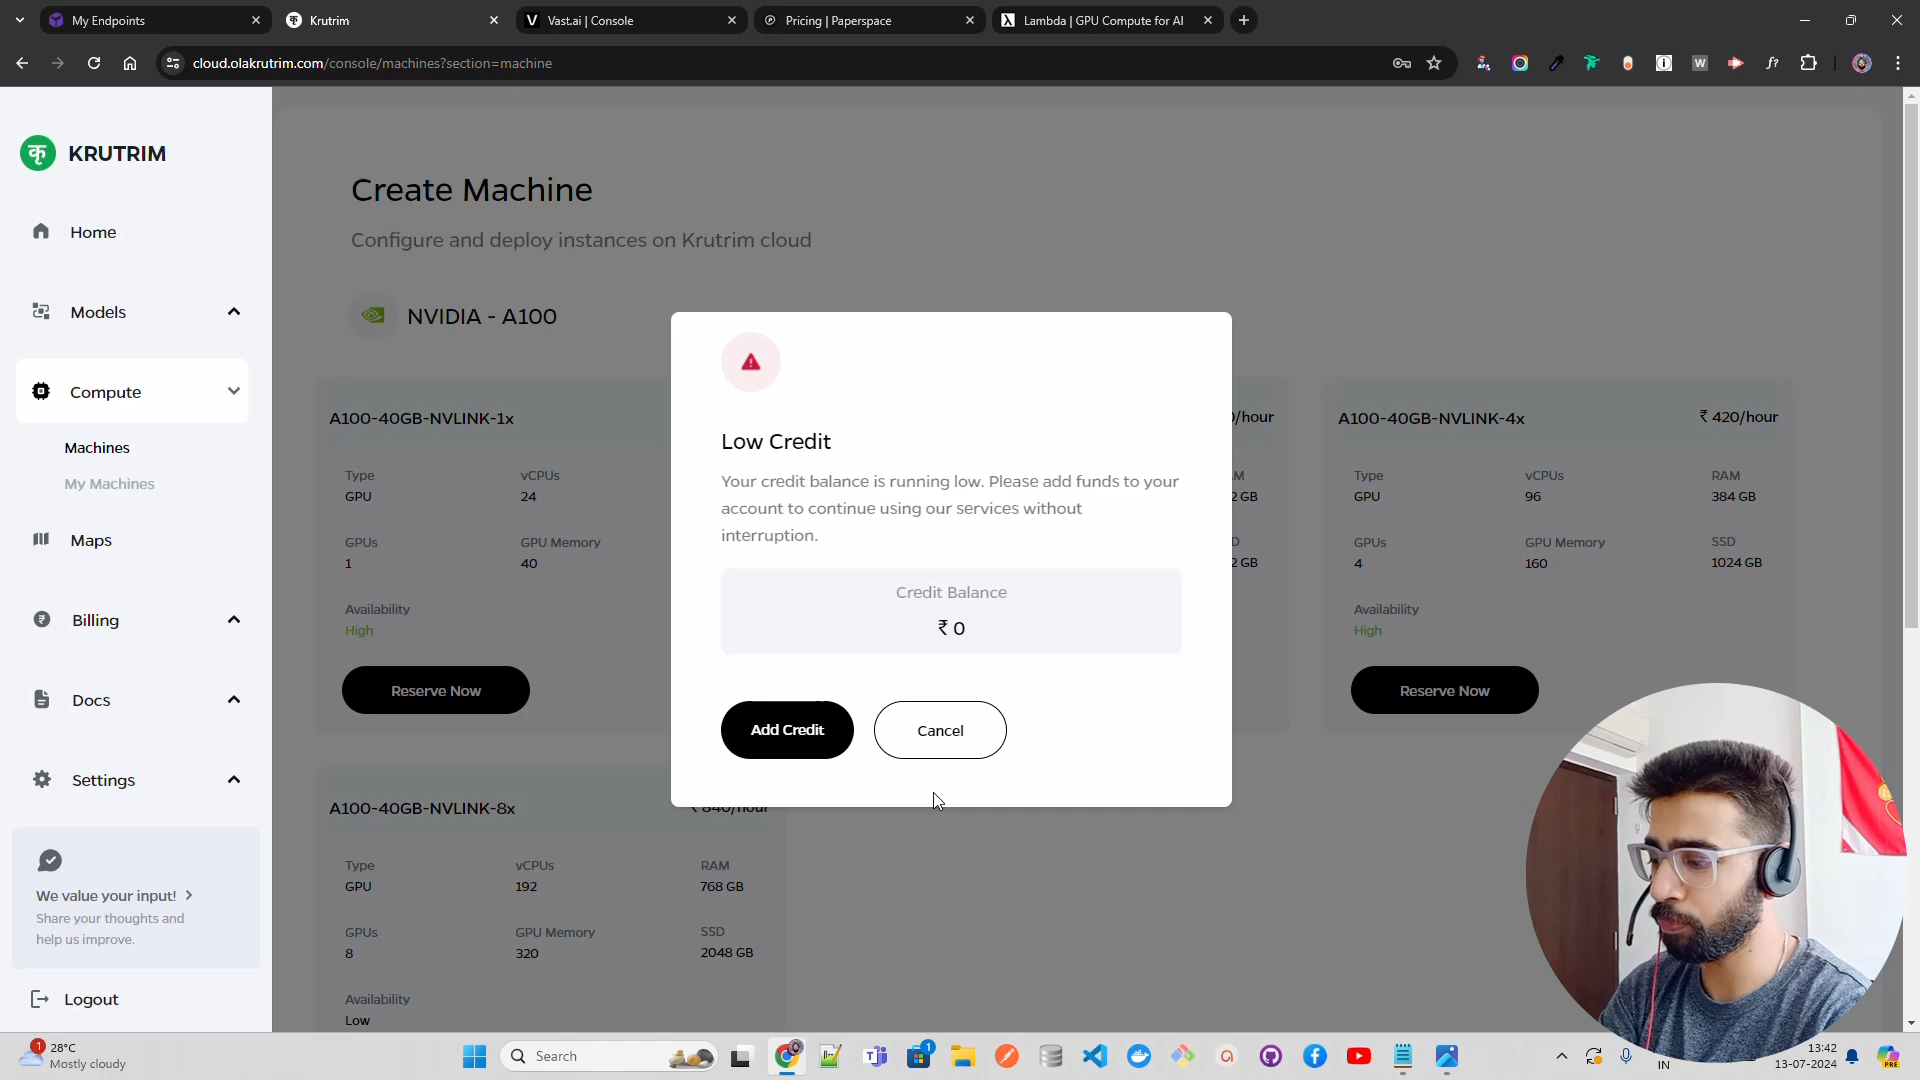 My Endpoints
Krutrim
Vast.ai | Console
Pricing | Paperspace
Lambda | GPU Compute for AI
cloud.olakrutrim.com/console/machines?section=machine
कृ KRUTRIM
Home
Models
Compute
Machines
My Machines
Maps
Billing
Docs
Settings
We value your input!
Share your thoughts and
help us improve.
Logout
Create Machine
Configure and deploy instances on Krutrim cloud
NVIDIA - A100
A100-40GB-NVLINK-1x
Type
GPU
vCPUs
24
GPUs
1
GPU Memory
40
Availability
High
Reserve Now
/hour
2 GB
2 GB
A100-40GB-NVLINK-4x
₹ 420/hour
Type
GPU
vCPUs
96
RAM
384 GB
GPUs
4
GPU Memory
160
SSD
1024 GB
Availability
High
Reserve Now
Low Credit
Your credit balance is running low. Please add funds to your
account to continue using our services without
interruption.
Credit Balance
₹ 0
Add Credit
Cancel
A100-40GB-NVLINK-8x
₹ 840/hour
Type
GPU
vCPUs
192
RAM
768 GB
GPUs
8
GPU Memory
320
SSD
2048 GB
Availability
Low
28°C
Mostly cloudy
Search
IN
13:42
13-07-2024